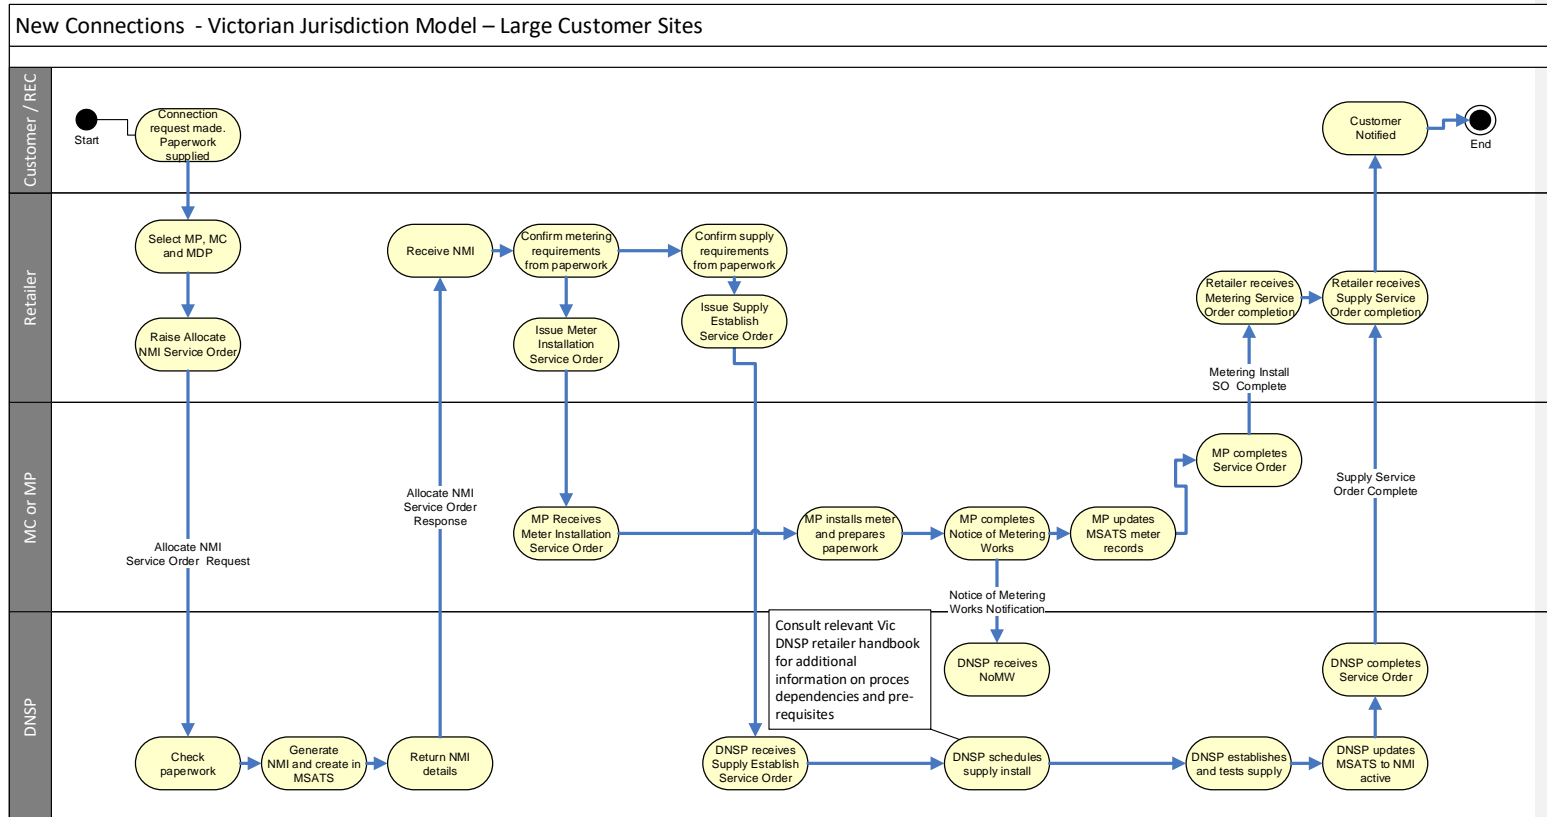 New Connections - Victorian Jurisdiction Model – Large Customer Sites
Customer / REC
Start
Connection
request made.
Paperwork
supplied
Customer
Notified
End
Retailer
Select MP, MC
and MDP
Raise Allocate
NMI Service Order
Receive NMI
Confirm metering
requirements
from paperwork
Issue Meter
Installation
Service Order
Confirm supply
requirements
from paperwork
Issue Supply
Establish
Service Order
Retailer receives
Metering Service
Order completion
Retailer receives
Supply Service
Order completion
Metering Install
SO Complete
MC or MP
Allocate NMI
Service Order Request
Allocate NMI
Service Order
Response
MP Receives
Meter Installation
Service Order
MP installs meter
and prepares
paperwork
MP completes
Notice of Metering
Works
MP updates
MSATS meter
records
MP completes
Service Order
Supply Service
Order Complete
Notice of Metering
Works Notification
DNSP
Check
paperwork
Generate
NMI and create in
MSATS
Return NMI
details
Consult relevant Vic
DNSP retailer handbook
for additional
information on proces
dependencies and pre-
requisites
DNSP receives
NoMW
DNSP receives
Supply Establish
Service Order
DNSP schedules
supply install
DNSP establishes
and tests supply
DNSP updates
MSATS to NMI
active
DNSP completes
Service Order